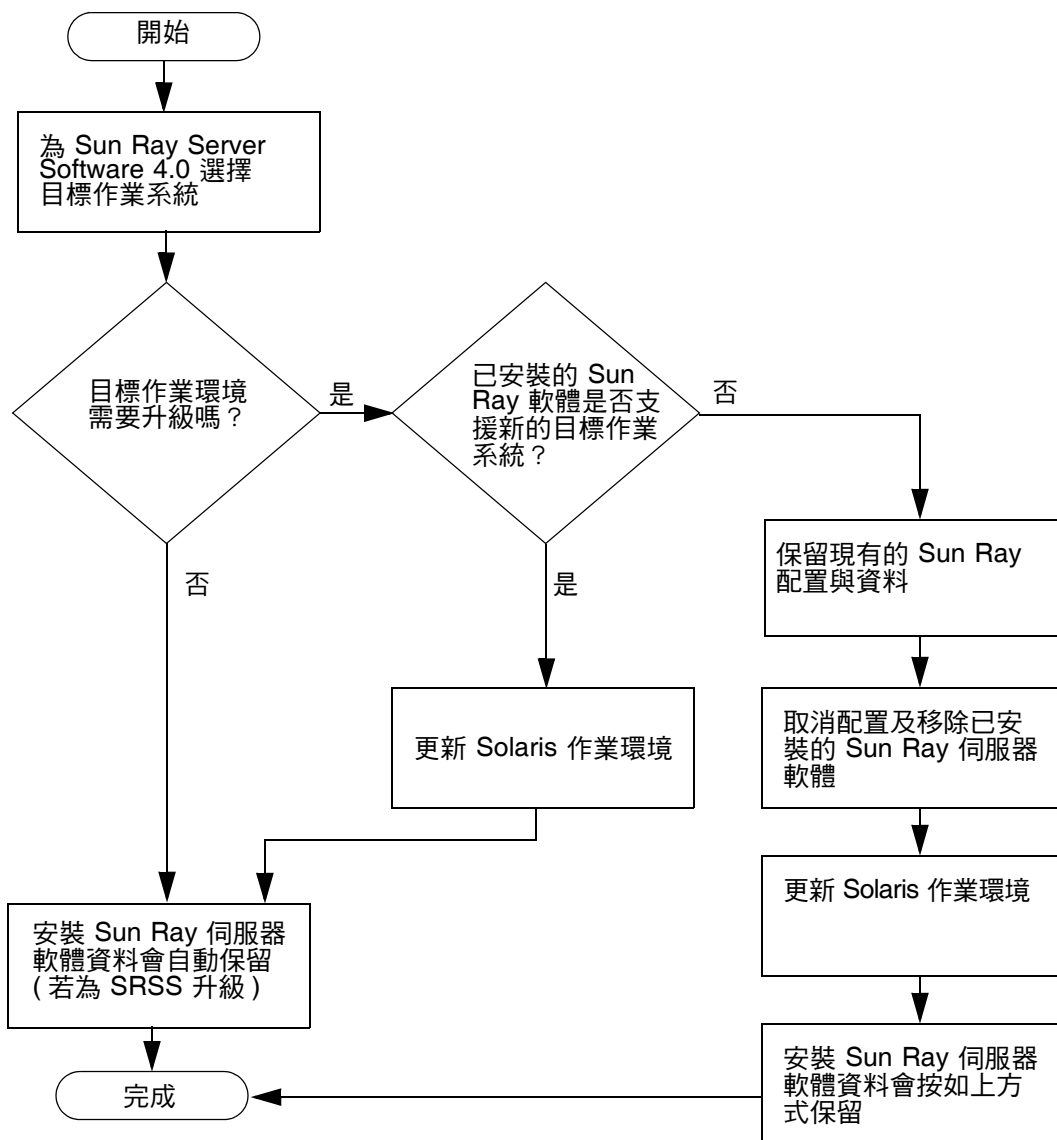 開始
為 Sun Ray Server
Software 4.0 選擇
目標作業系統
目標作業環境
需要升級嗎？
是
已安裝的 Sun
Ray 軟體是否支
援新的目標作業
系統？
否
否
是
保留現有的 Sun Ray
配置與資料
更新 Solaris 作業環境
取消配置及移除已安
裝的 Sun Ray 伺服器
軟體
更新 Solaris 作業環境
安裝 Sun Ray 伺服器
軟體資料會自動保留
( 若為 SRSS 升級 )
安裝 Sun Ray 伺服器
軟體資料會按如上方
式保留
完成